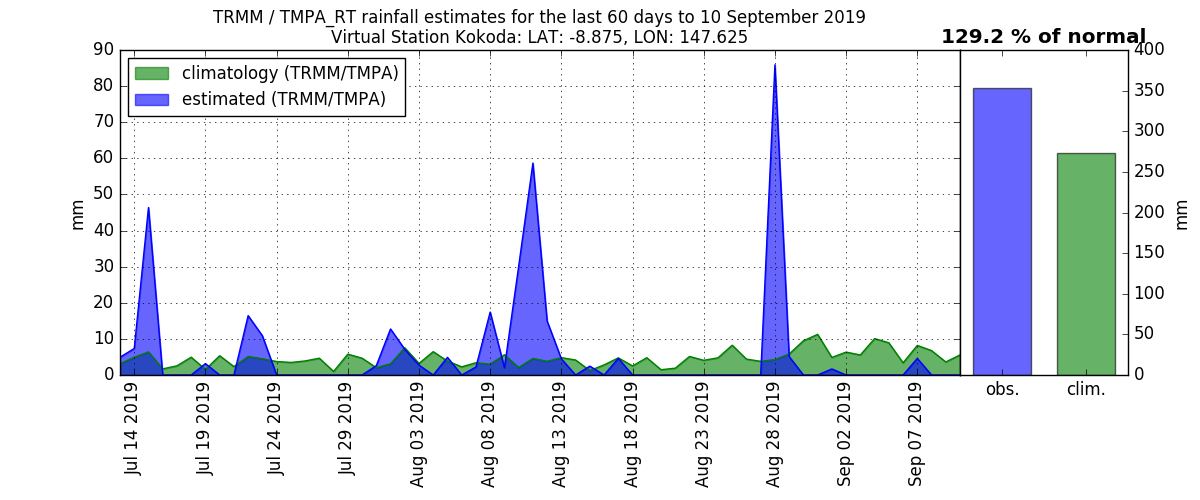 TRMM / TMPA_RT rainfall estimates for the last 60 days to 10 September 2019
Virtual Station Kokoda: LAT: -8.875, LON: 147.625
129.2 % of normal
climatology (TRMM/TMPA)
estimated (TRMM/TMPA)
mm
90
80
70
60
50
40
30
20
10
0
Jul 14 2019
Jul 19 2019
Jul 24 2019
Jul 29 2019
Aug 03 2019
Aug 08 2019
Aug 13 2019
Aug 18 2019
Aug 23 2019
Aug 28 2019
Sep 02 2019
Sep 07 2019
400
350
300
250
200
150
100
50
0
mm
obs.
clim.